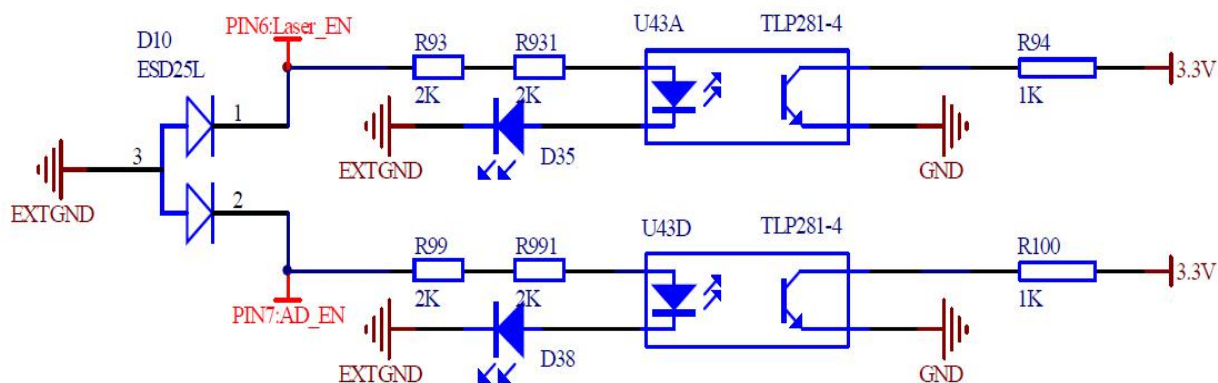 PIN6:Laser_EN
U43A
TLP281-4
D10
ESD25L
R93
R931
R94
3.3V
1
2K
2K
1K
3
D35
EXTGND
GND
EXTGND
2
U43D
TLP281-4
R99
R991
R100
3.3V
2K
2K
1K
PIN7:AD_EN
D38
EXTGND
GND